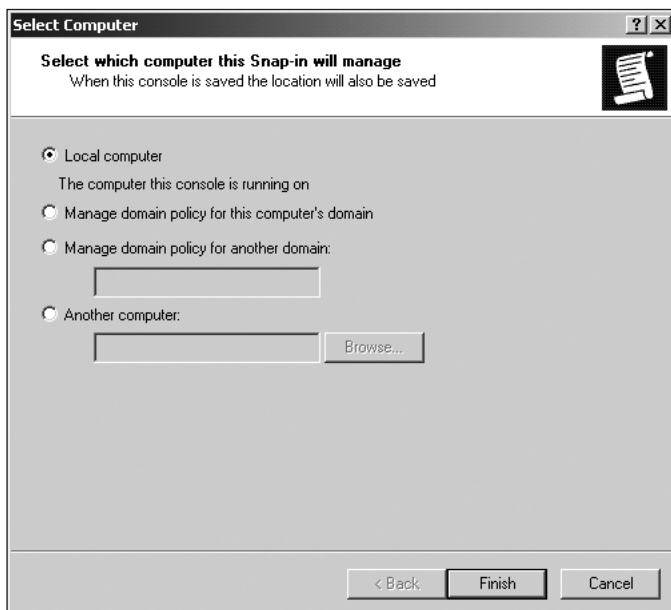 Select Computer
Select which computer this Snap-in will manage
When this console is saved the location will also be saved
Local computer
The computer this console is running on
Manage domain policy for this computer's domain
Manage domain policy for another domain:
Another computer:
Browse...
< Back
Finish
Cancel